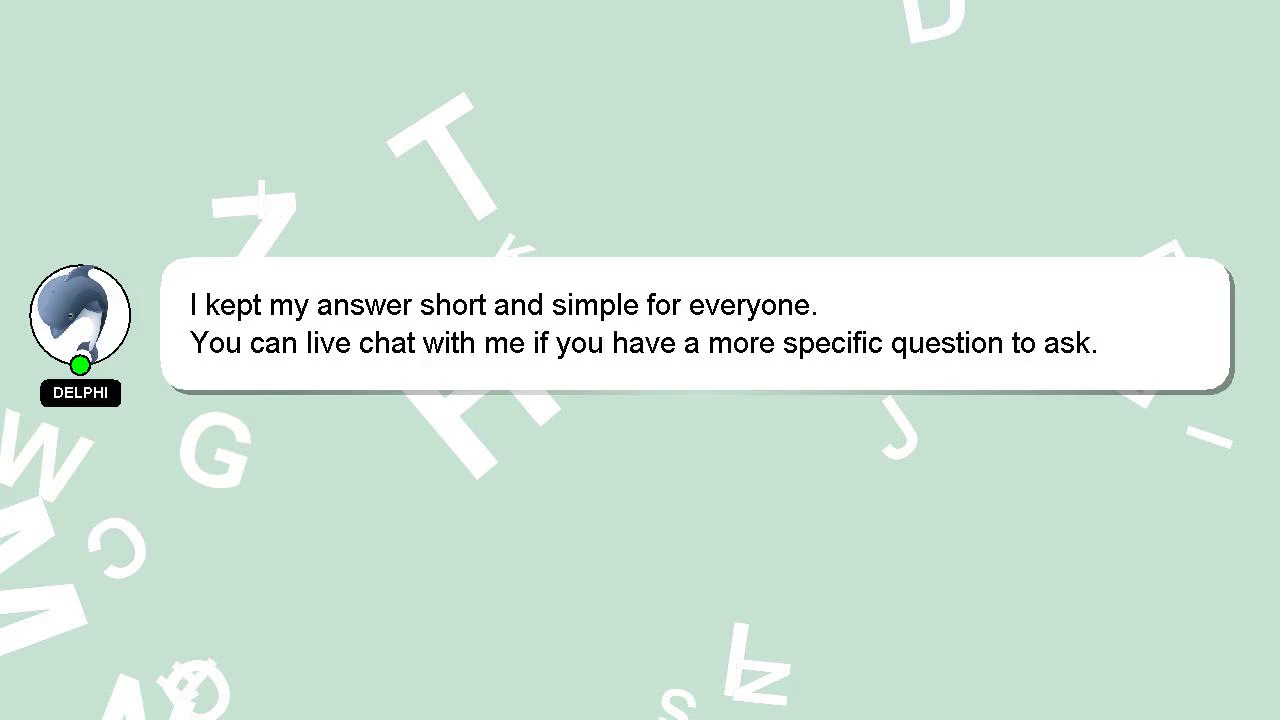 I kept my answer short and simple for everyone.
You can live chat with me if you have a more specific question to ask.
DELPHI